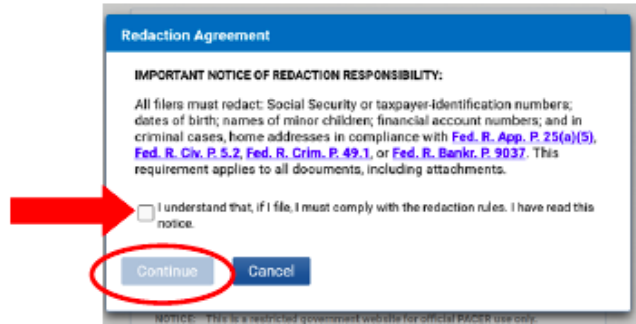 Redaction Agreement
IMPORTANT NOTICE OF REDACTION RESPONSIBILITY:
All filers must redact: Social Security or taxpayer-identification numbers;
dates of birth; names of minor children; financial account numbers; and in
criminal cases, home addresses in compliance with Fed. R. App. P. 25(a)(5),
Fed. R. Civ. P. 5.2, Fed. R. Crim. P. 49.1, or Fed. R. Bankr. P. 9037. This
requirement applies to all documents, including attachments.
I understand that, if I file, I must comply with the redaction rules. I have read this
notice.
Continue Cancel
NOTICE: This is a restricted government website for official PACER use only.